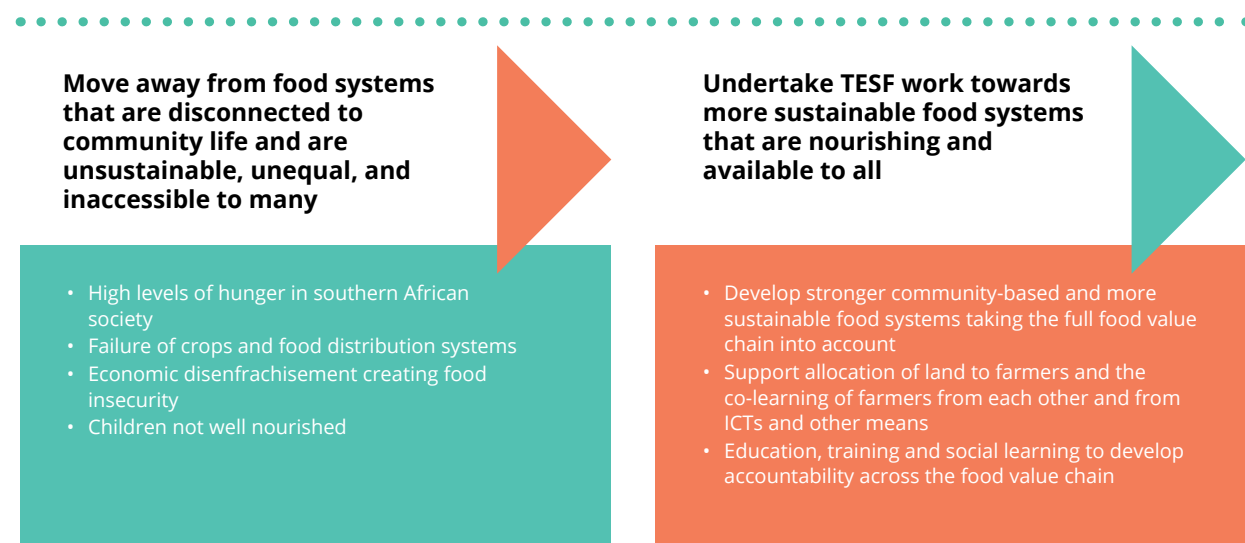 Move away from food systems
that are disconnected to
community life and are
unsustainable, unequal, and
inaccessible to many
• High levels of hunger in southern African
society
• Failure of crops and food distribution systems
• Economic disenfrachisement creating food
insecurity
• Children not well nourished
Undertake TESF work towards
more sustainable food systems
that are nourishing and
available to all
• Develop stronger community-based and more
sustainable food systems taking the full food value
chain into account
• Support allocation of land to farmers and the
co-learning of farmers from each other and from
ICTs and other means
• Education, training and social learning to develop
accountability across the food value chain